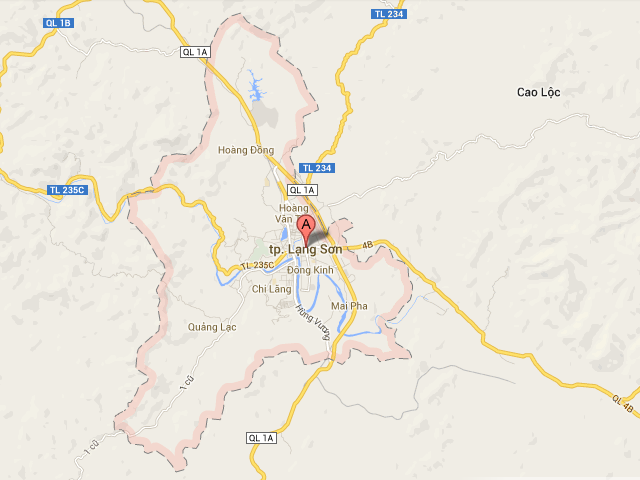 TL 234
QL 1B
QL 1A
Cao Lộc
Hoàng Đồng
TL 234
TL 235C
QL 1A
Hoàng
Văn
A
4B
tp. Lạng Sơn
TL 235C
Đông Kinh
Chi Lăng
Mai Pha
Hùng Vương
Quảng Lạc
1 cũ
QL 4B
QL 1A
1 cũ